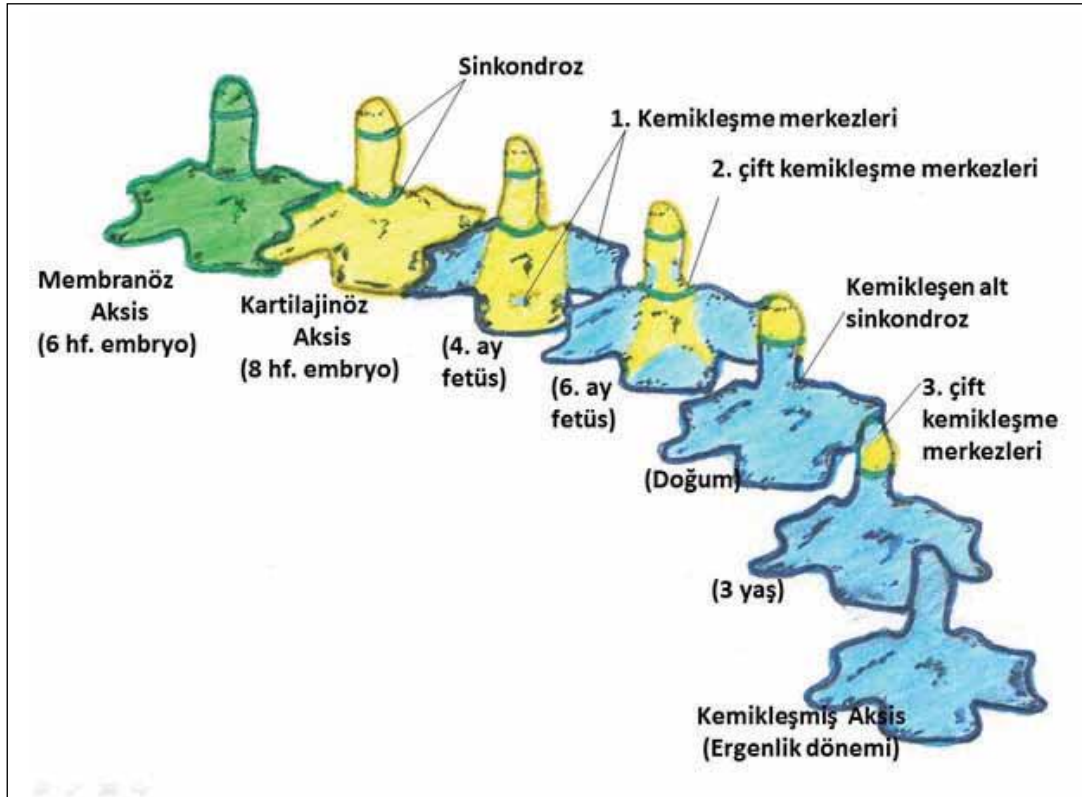 Sinkondroz
1. Kemikleşme merkezleri
2. çift kemikleşme merkezleri
Membranöz
Aksis
(6 hf. embryo)
Kartilajinöz
Aksis
(8 hf. embryo)
(4. ay
fetüs)
(6. ay
fetüs)
Kemikleşen alt
sinkondroz
(Doğum)
3. çift
kemikleşme
merkezleri
(3 yaş)
Kemikleşmiş Aksis
(Ergenlik dönemi)